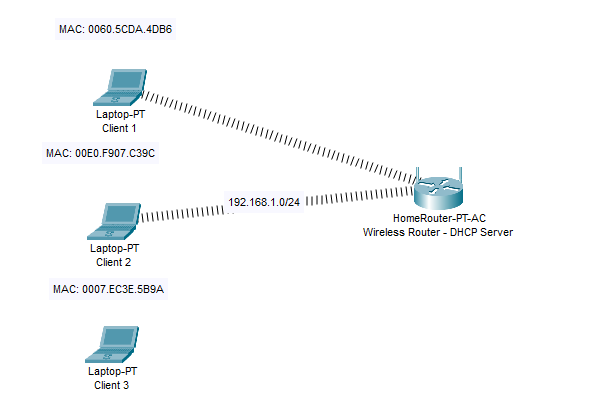 MAC: 0060.5CDA.4DB6
Laptop-PT
Client 1
MAC: 00E0.F907.C39C
192.168.1.0/24
HomeRouter-PT-AC
Wireless Router - DHCP Server
Laptop-PT
Client 2
MAC: 0007.EC3E.5B9A
Laptop-PT
Client 3